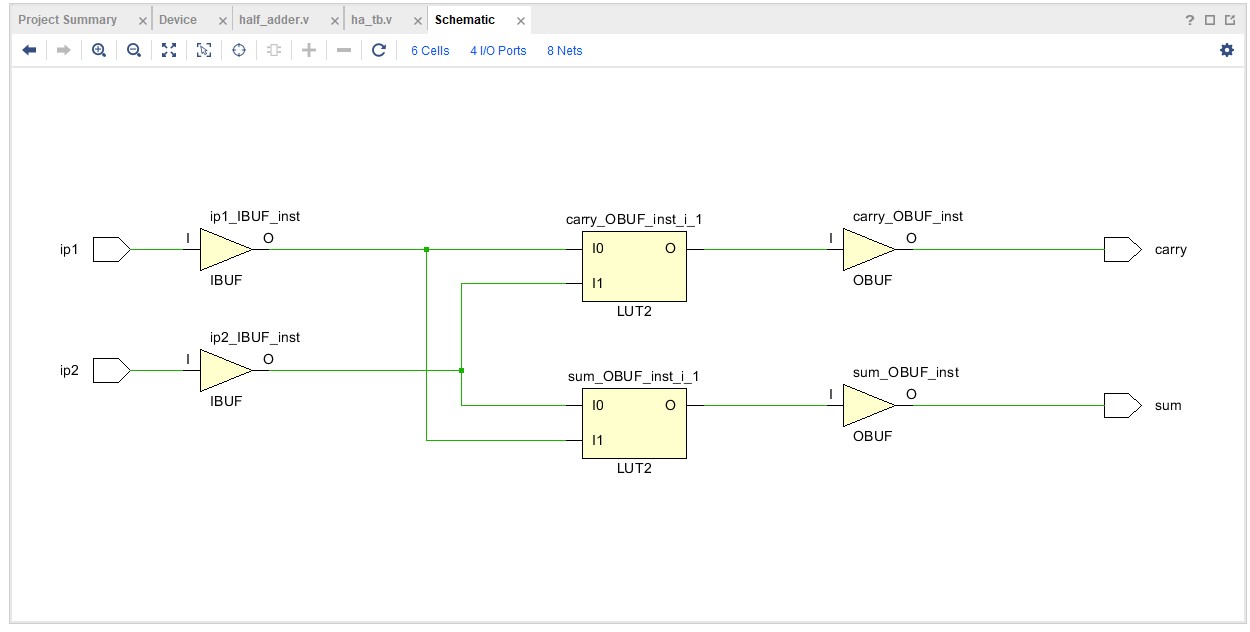 Project Summary Device half_adder.v ha_tb.v Schematic ?
6 Cells 4 I/O Ports 8 Nets
ip1_IBUF_inst carry_OBUF_inst_i_1 carry_OBUF_inst
ip1 I O I0 O I O carry
IBUF I1 OBUF
LUT2
ip2_IBUF_inst
ip2 I O
IBUF
sum_OBUF_inst_i_1 sum_OBUF_inst
I0 O I O sum
I1 OBUF
LUT2